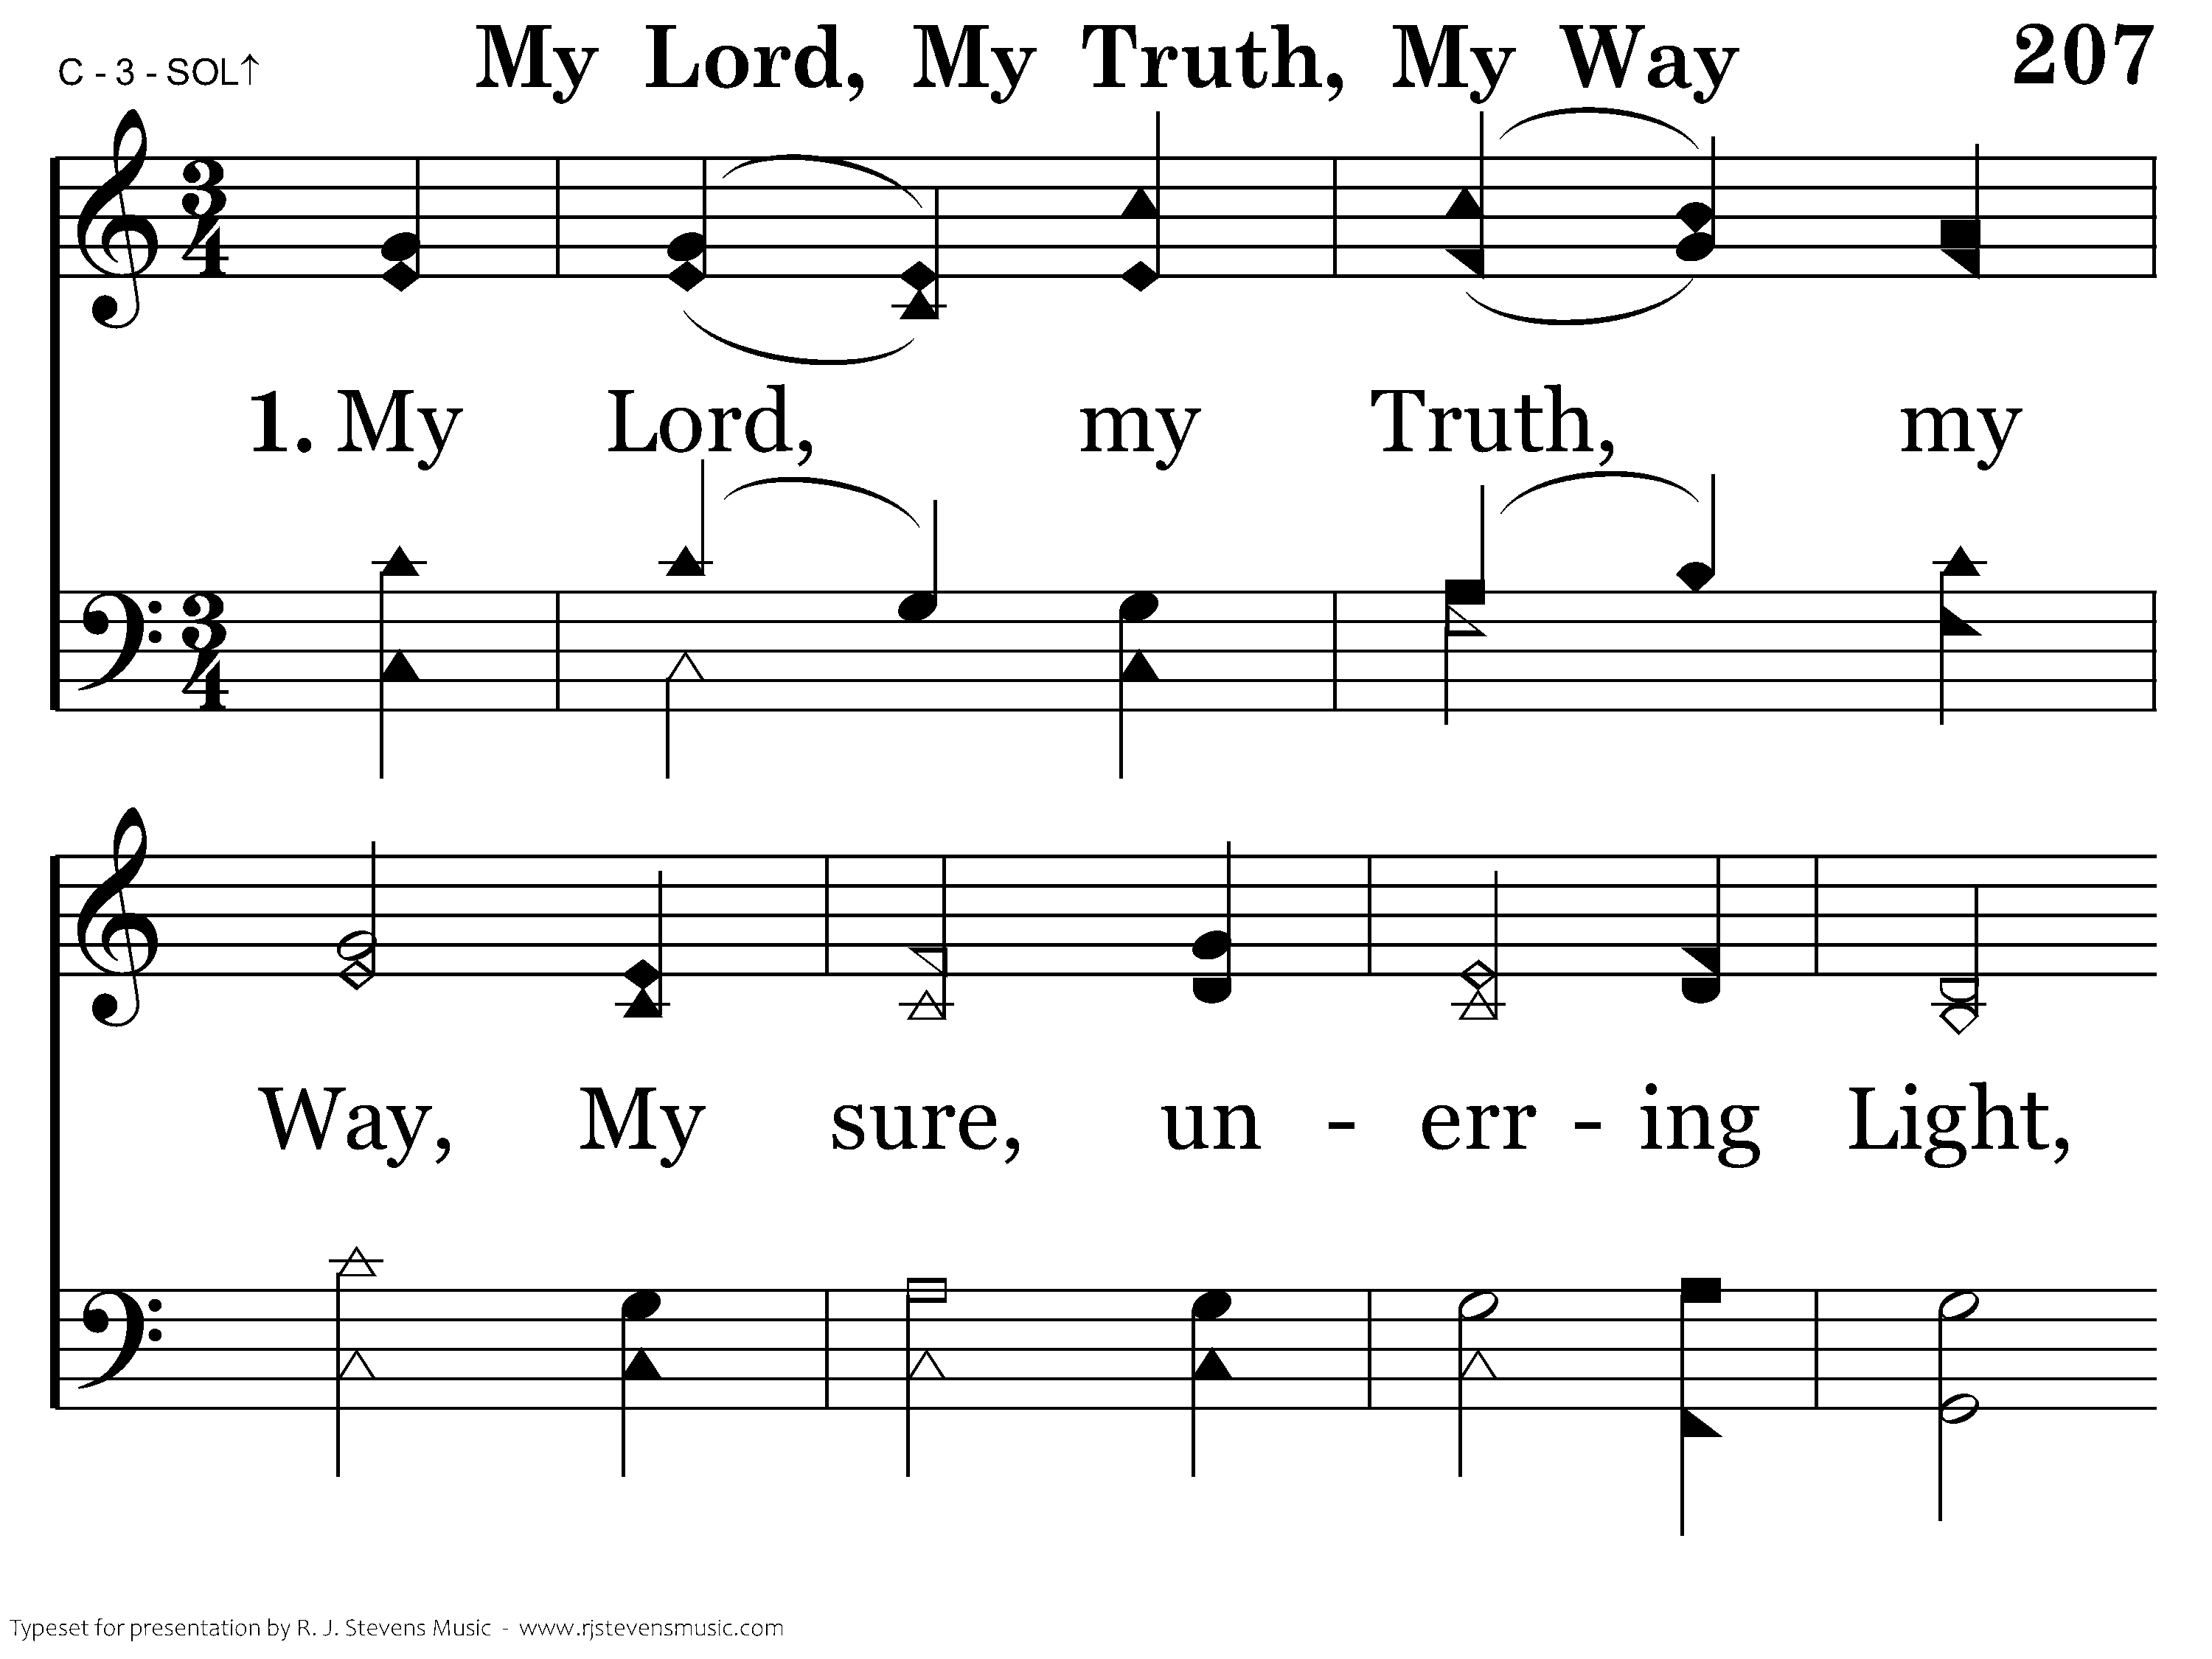 C - 3 - SOL↑ My Lord, My Truth, My Way 207
1. My Lord, my Truth, my
Way, My sure, un - err - ing Light,
Typeset for presentation by R. J. Stevens Music - www.rjstevensmusic.com